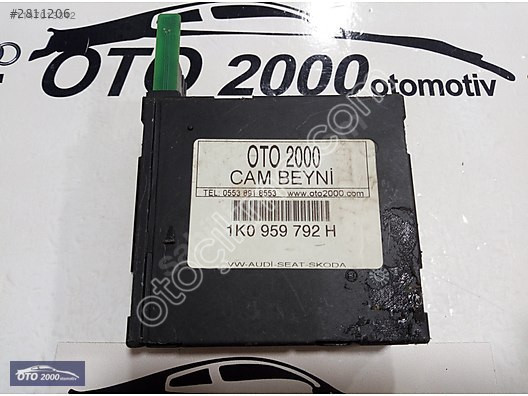 #2811206
OTO 2000 otomotiv
OTO 2000
CAM BEYNİ
TEL: 0553 891 8553 www.oto2000.com
1K0 959 792 H
VW-AUDİ-SEAT-SKODA
OTO 2000 otomotiv